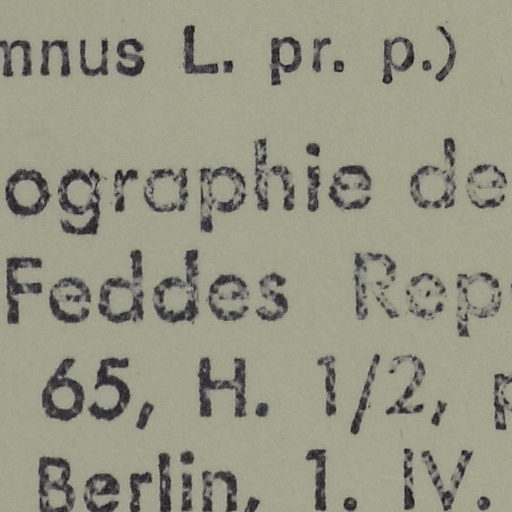 mnus L. pr. p.)
ographie de
Feddes Rep
65, H. 1/2, p
Berlin, 1. IV.